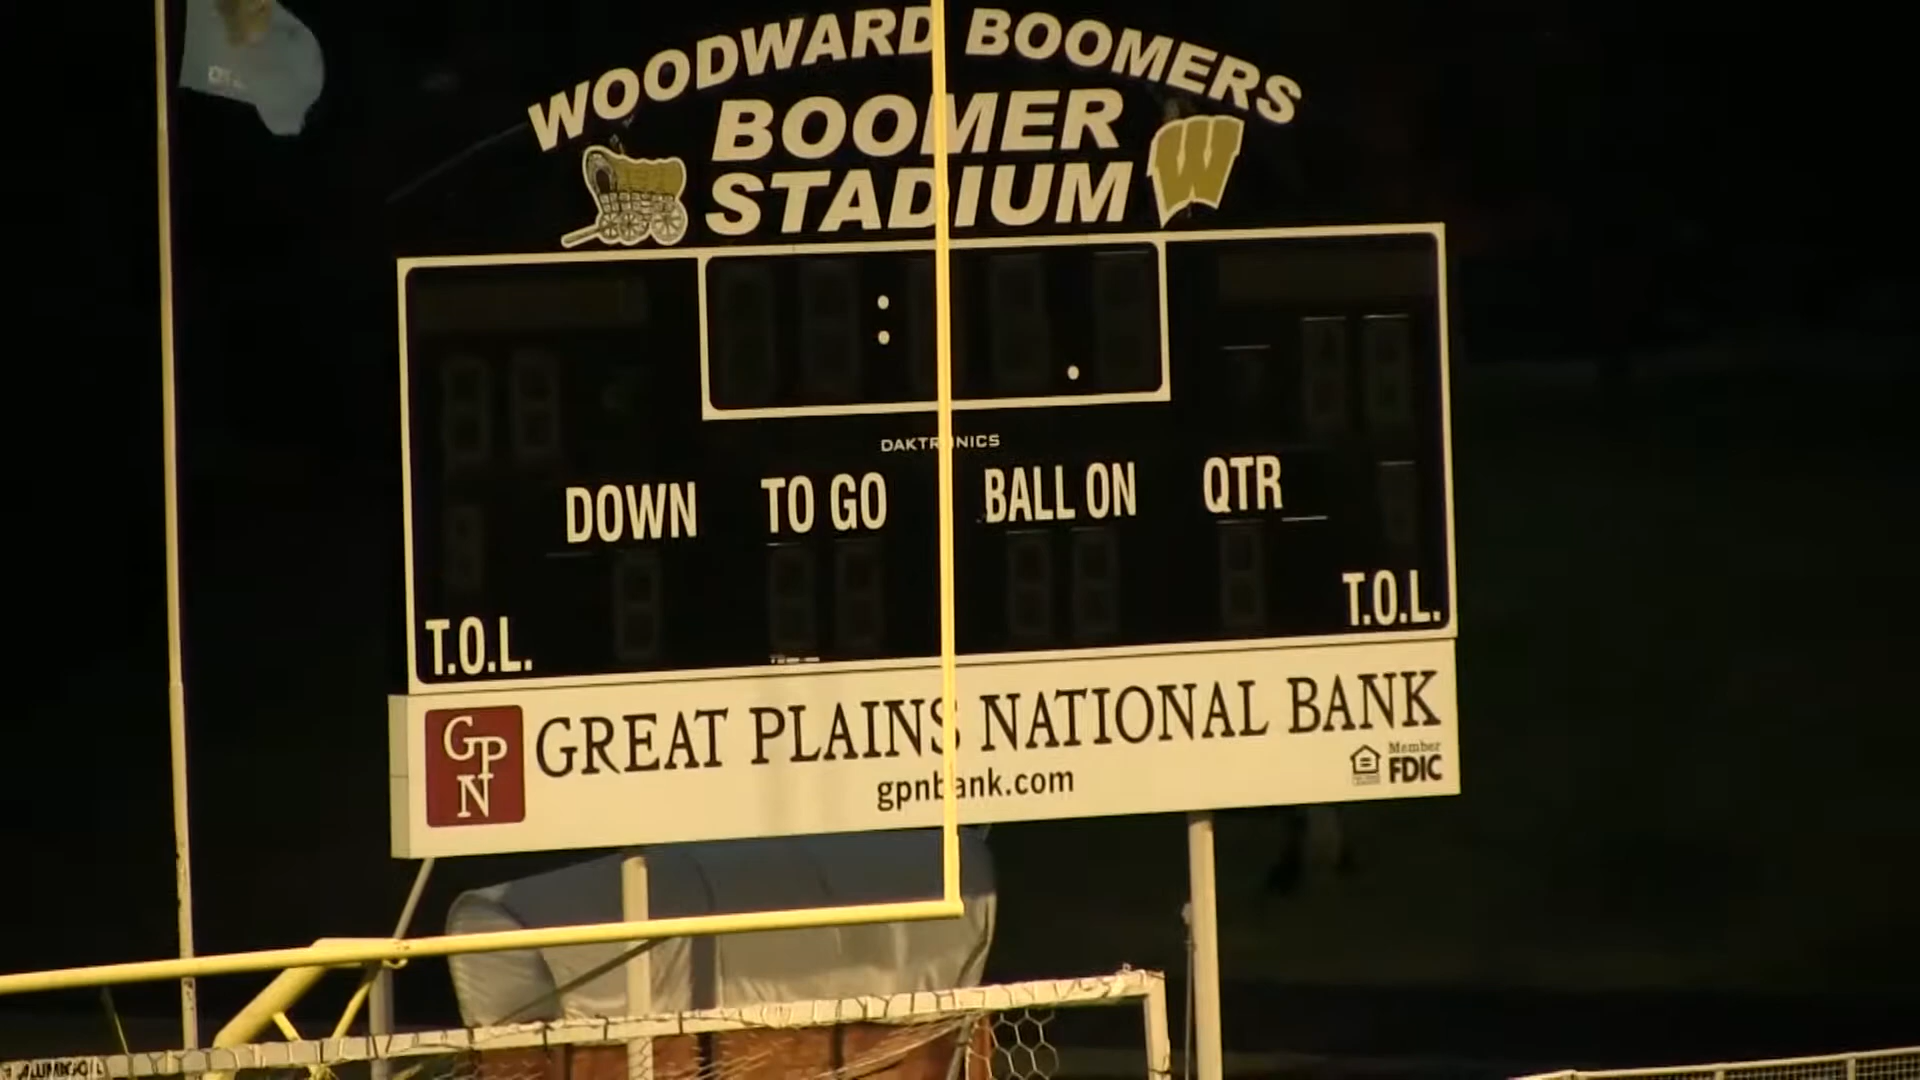 WOODWARD BOOMERS
BOOMER
STADIUM
W
DAKTRONICS
DOWN TO GO BALL ON QTR
T.O.L. T.O.L.
GPN
GREAT PLAINS NATIONAL BANK
gpnbank.com
Member
FDIC